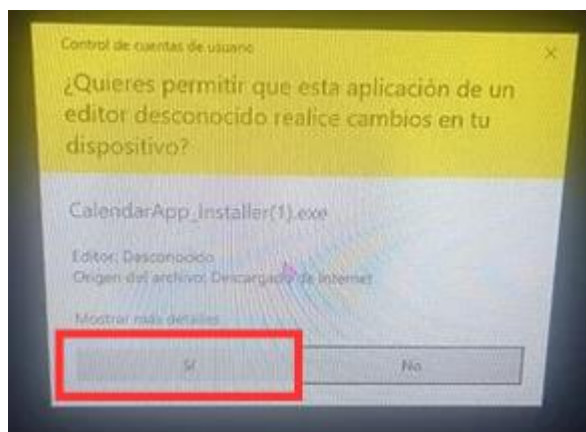 Control de cuentas de usuario
¿Quieres permitir que esta aplicación de un
editor desconocido realice cambios en tu
dispositivo?
CalendarApp_Installer(1).exe
Editor: Desconocido
Origen del archivo: Descargado de Internet
Mostrar más detalles
Sí
No